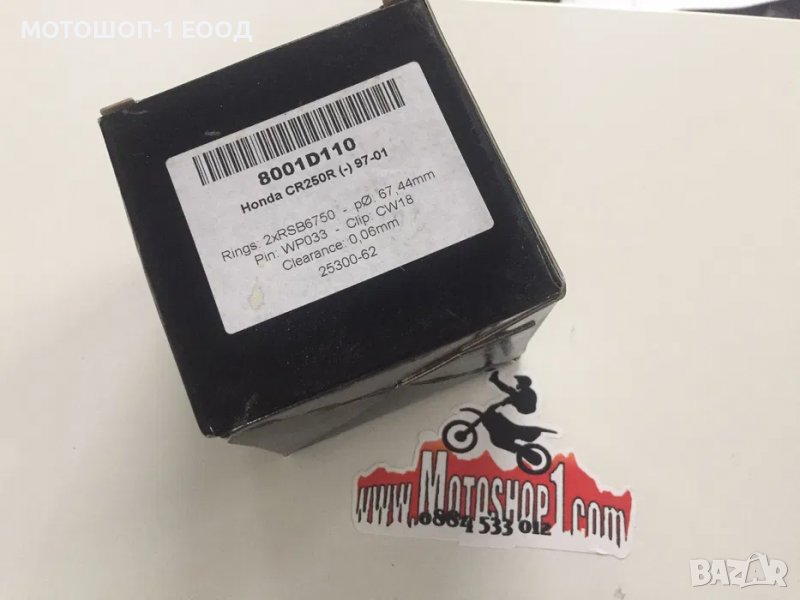 МОТОШОП-1 ЕООД
8001D110
Honda CR250R (-) 97-01
Rings: 2xRSB6750 - pØ: 67,44mm
Pin: WP033 - Clip: CW18
Clearance: 0,06mm
25300-62
www.Motoshop1.com
0884 533 012
BAZAR